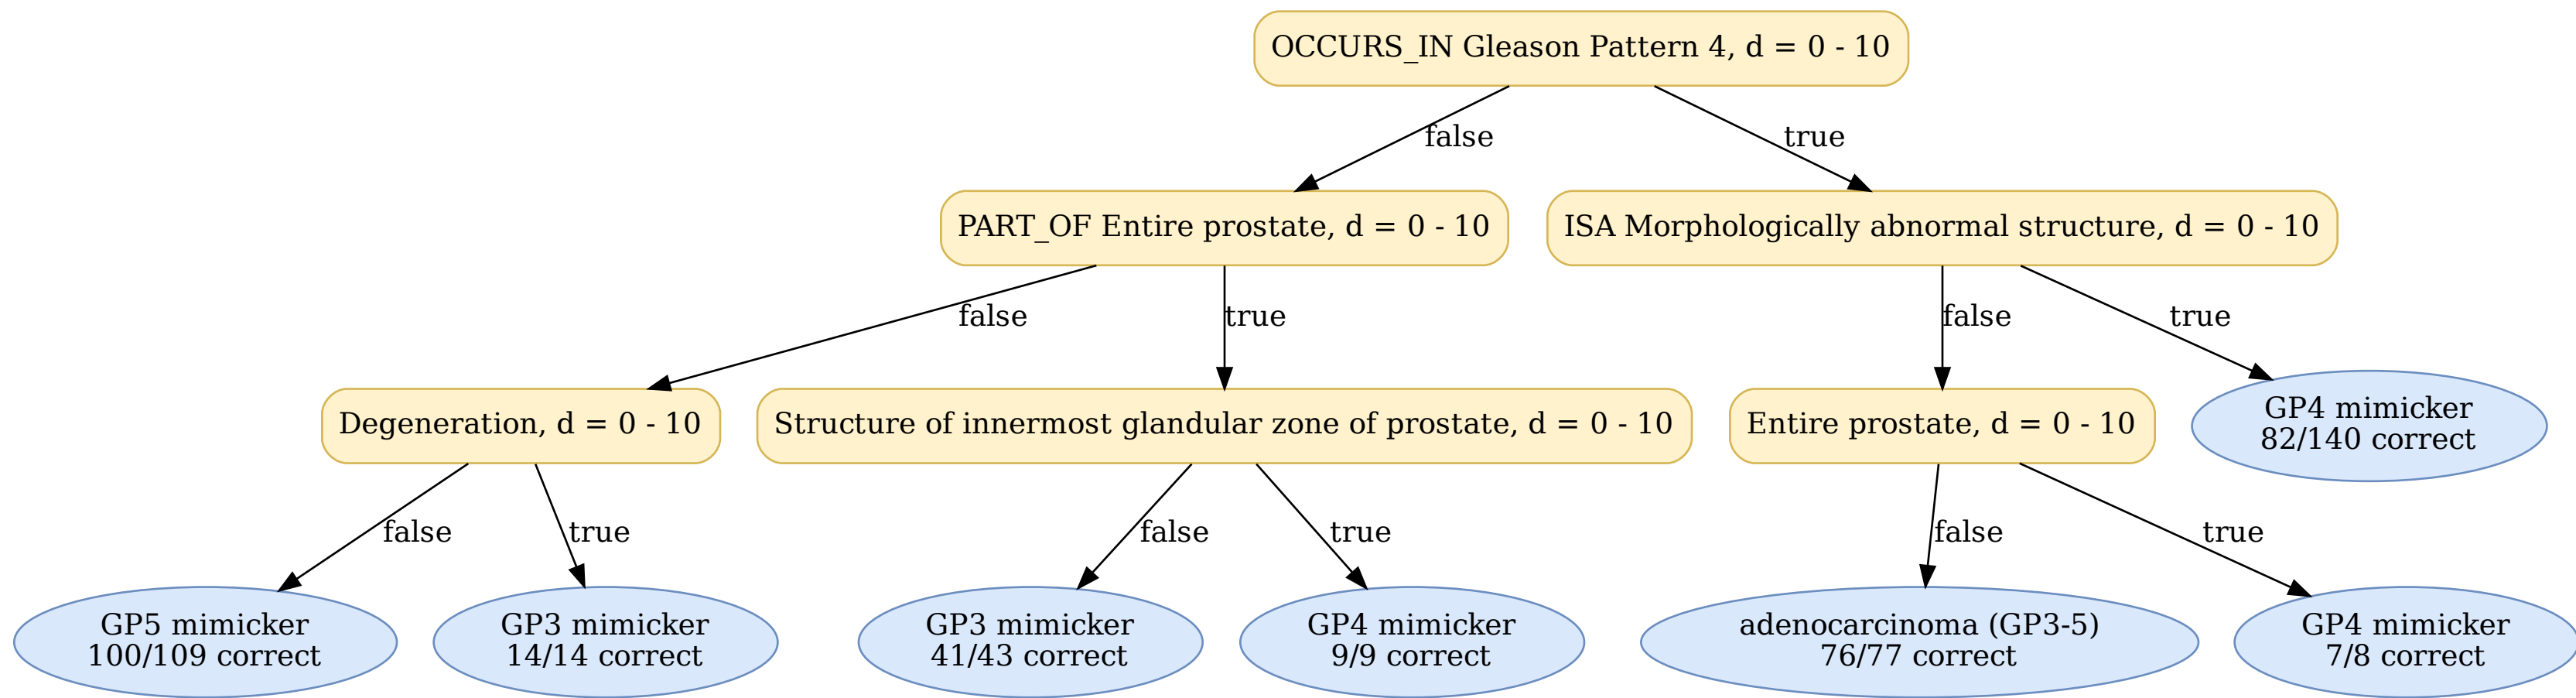 OCCURS_IN Gleason Pattern 4, d = 0 - 10
false
true
PART_OF Entire prostate, d = 0 - 10
ISA Morphologically abnormal structure, d = 0 - 10
false
true
false
true
Degeneration, d = 0 - 10
Structure of innermost glandular zone of prostate, d = 0 - 10
Entire prostate, d = 0 - 10
GP4 mimicker
82/140 correct
false
true
false
true
false
true
GP5 mimicker
100/109 correct
GP3 mimicker
14/14 correct
GP3 mimicker
41/43 correct
GP4 mimicker
9/9 correct
adenocarcinoma (GP3-5)
76/77 correct
GP4 mimicker
7/8 correct